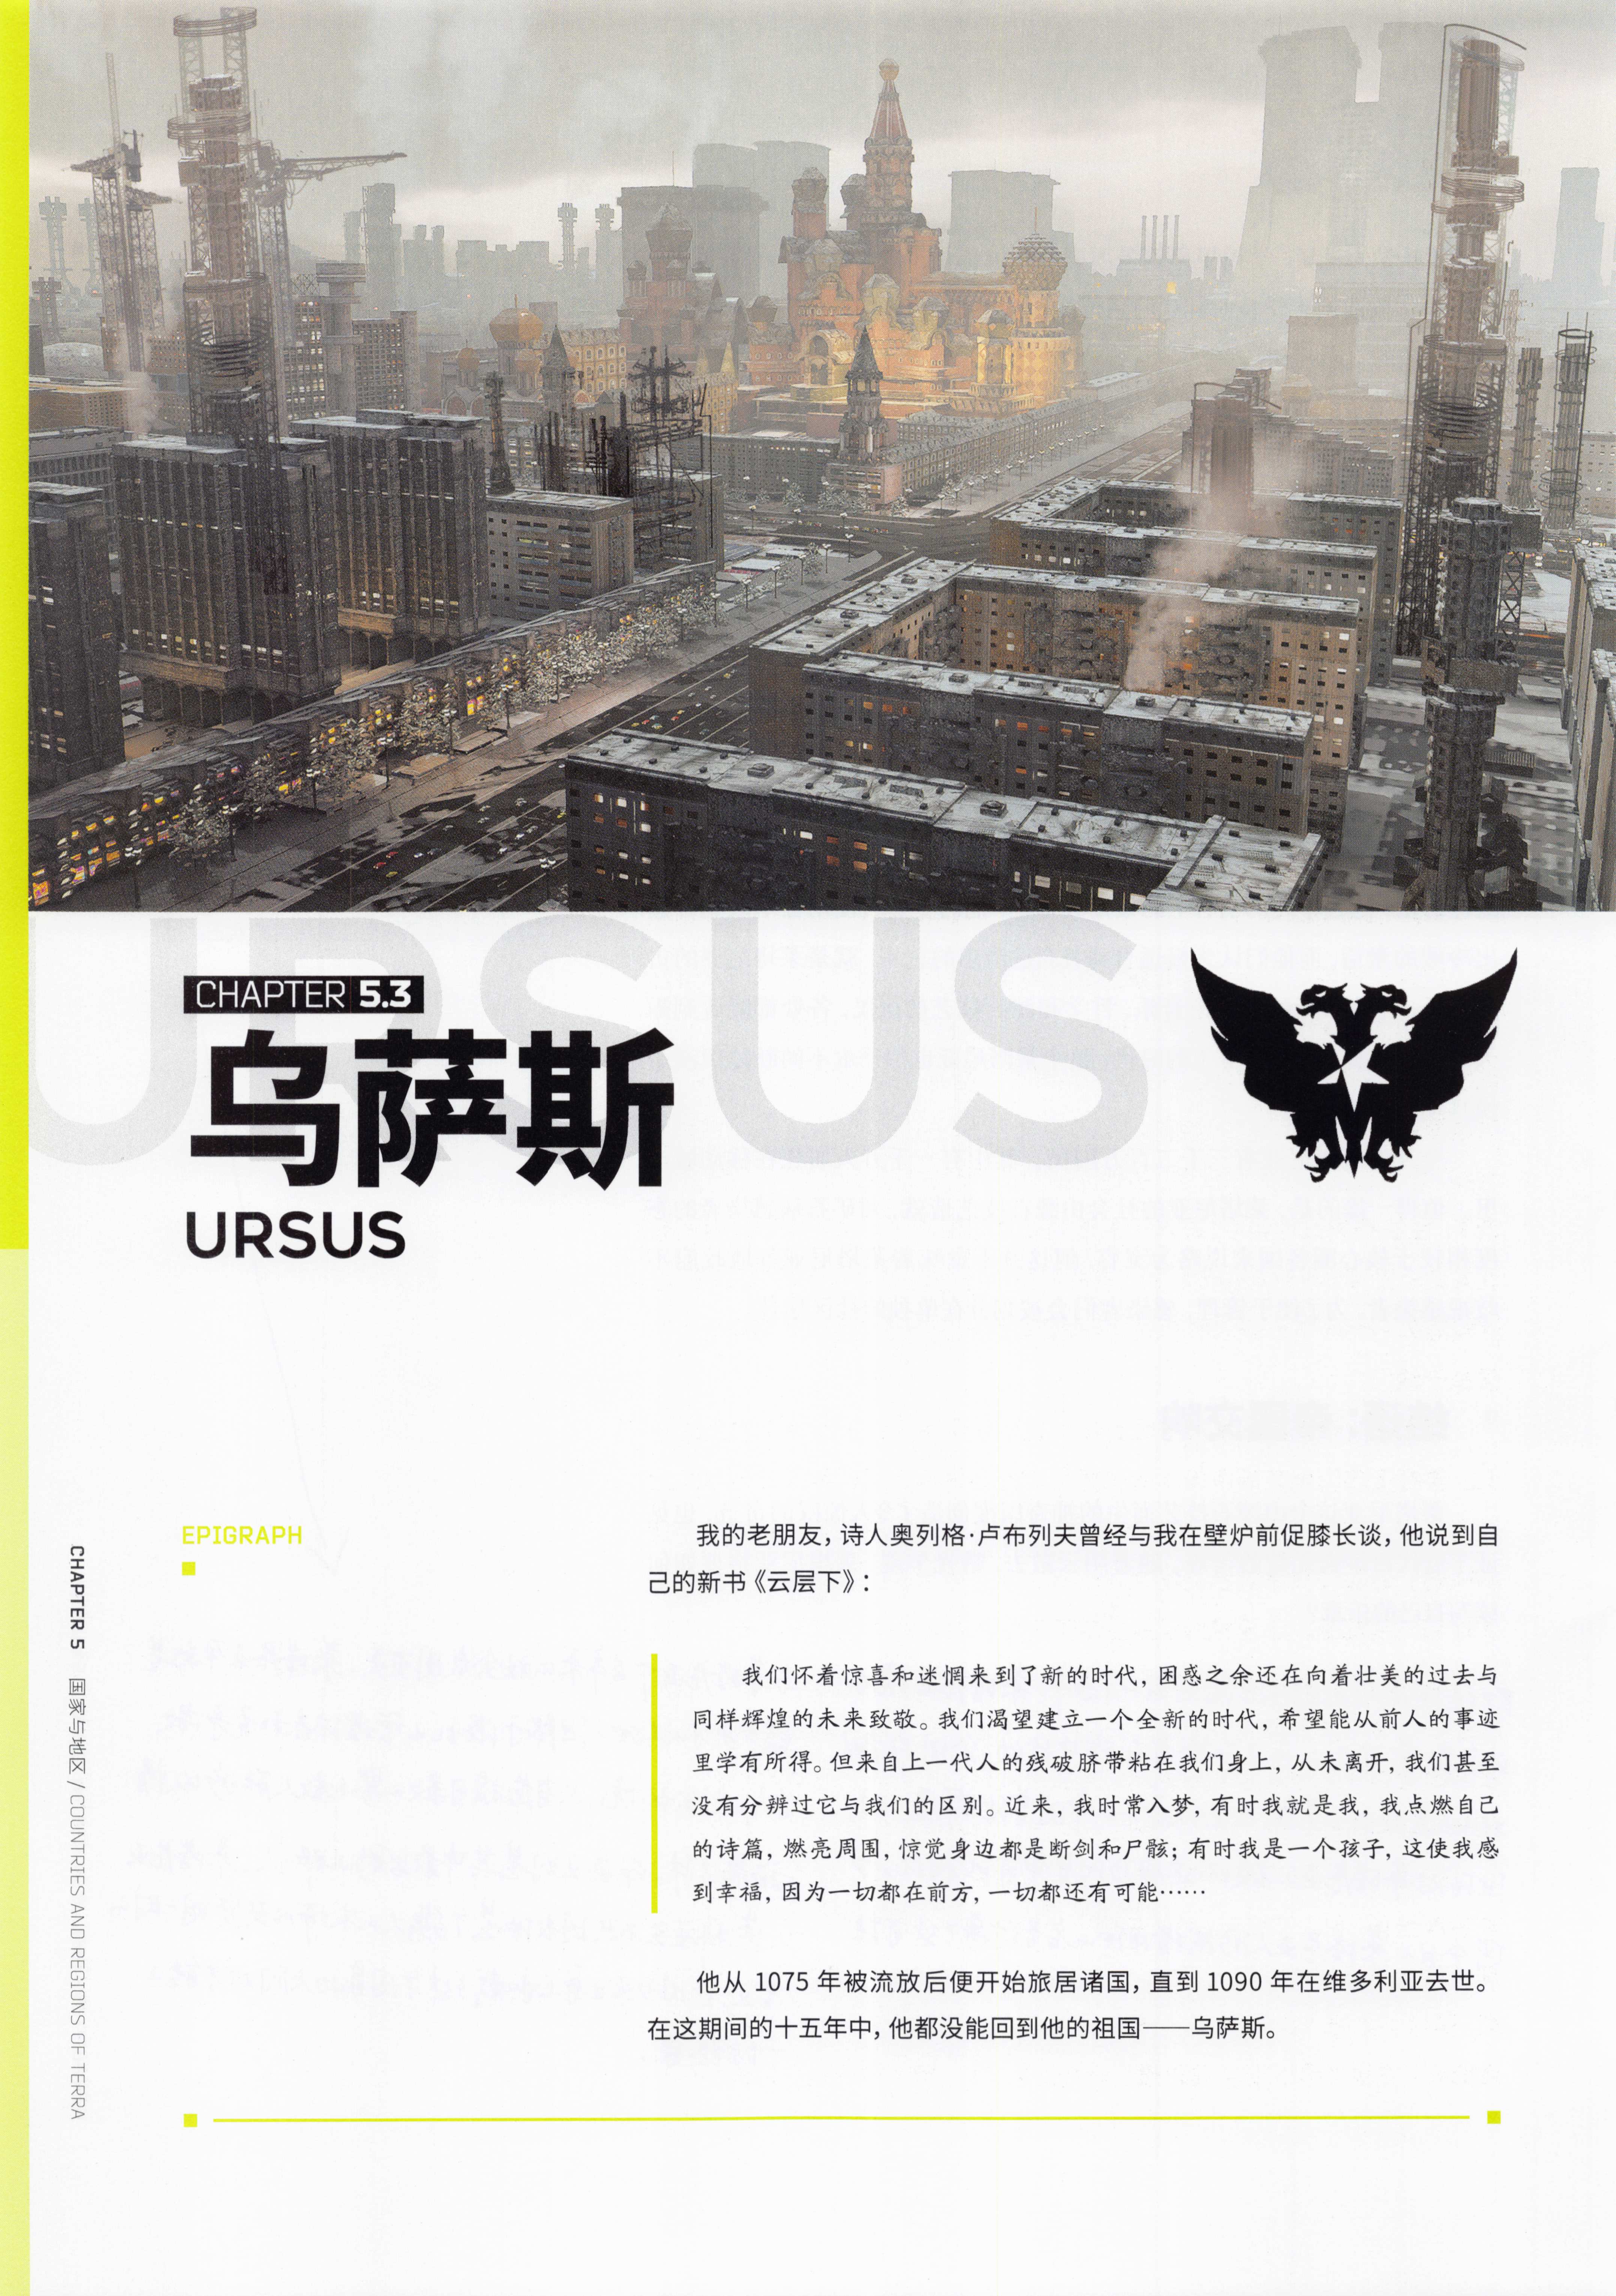 URSUS
CHAPTER 5.3
乌萨斯
URSUS
EPIGRAPH
我的老朋友，诗人奥列格·卢布列夫曾经与我在壁炉前促膝长谈，他说到自
己的新书《云层下》：
我们怀着惊喜和迷惘来到了新的时代，困惑之余还在向着壮美的过去与
同样辉煌的未来致敬。我们渴望建立一个全新的时代，希望能从前人的事迹
里学有所得。但来自上一代人的残破脐带粘在我们身上，从未离开，我们甚至
没有分辨过它与我们的区别。近来，我时常入梦，有时我就是我，我点燃自己
的诗篇，燃亮周围，惊觉身边都是断剑和尸骸；有时我是一个孩子，这使我感
到幸福，因为一切都在前方，一切都还有可能……
他从 1075 年被流放后便开始旅居诸国，直到 1090 年在维多利亚去世。
在这期间的十五年中，他都没能回到他的祖国——乌萨斯。
CHAPTER 5 国家与地区 / COUNTRIES AND REGIONS OF TERRA